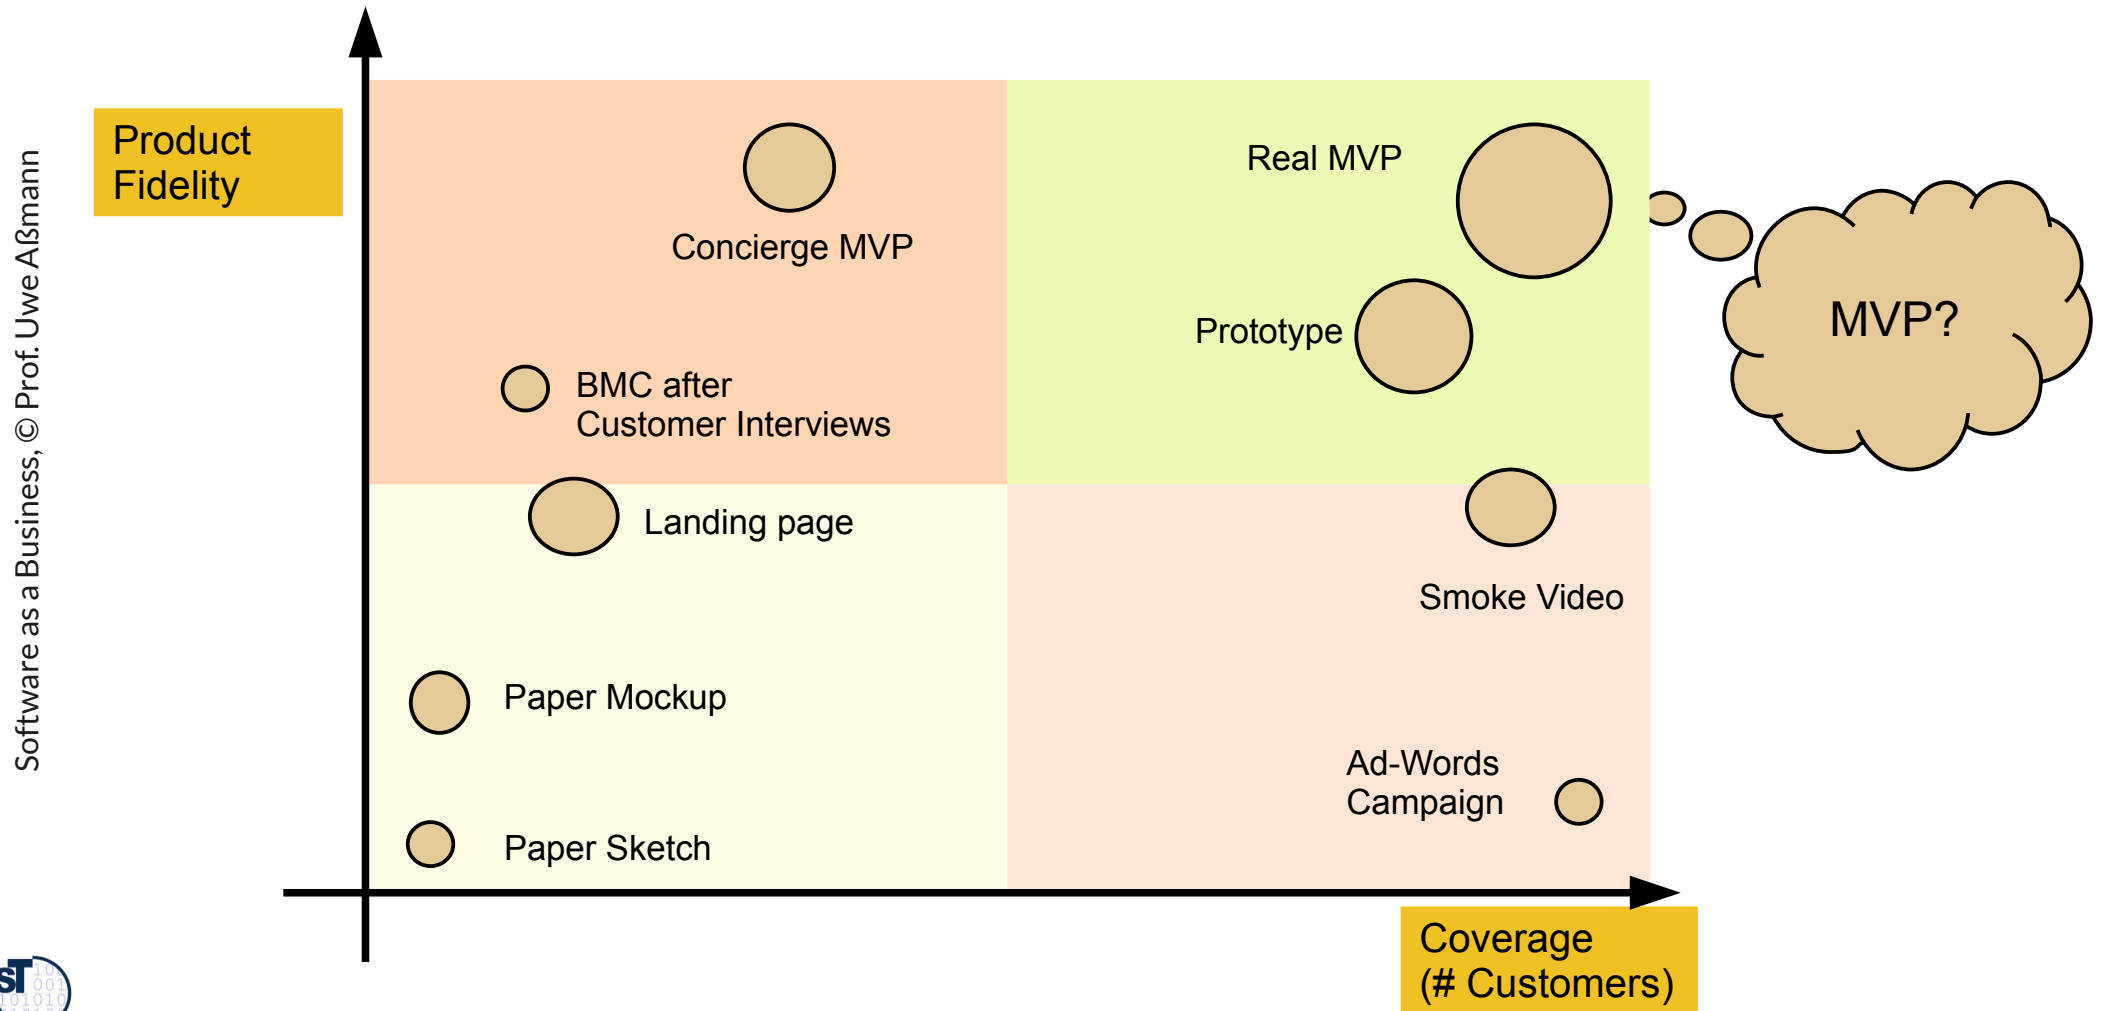 Product
Fidelity
Software as a Business, © Prof. Uwe Aßmann
Real MVP
Concierge MVP
MVP?
Prototype
BMC after
Customer Interviews
Landing page
Smoke Video
Paper Mockup
Ad-Words
Campaign
Paper Sketch
Coverage
(# Customers)
sT